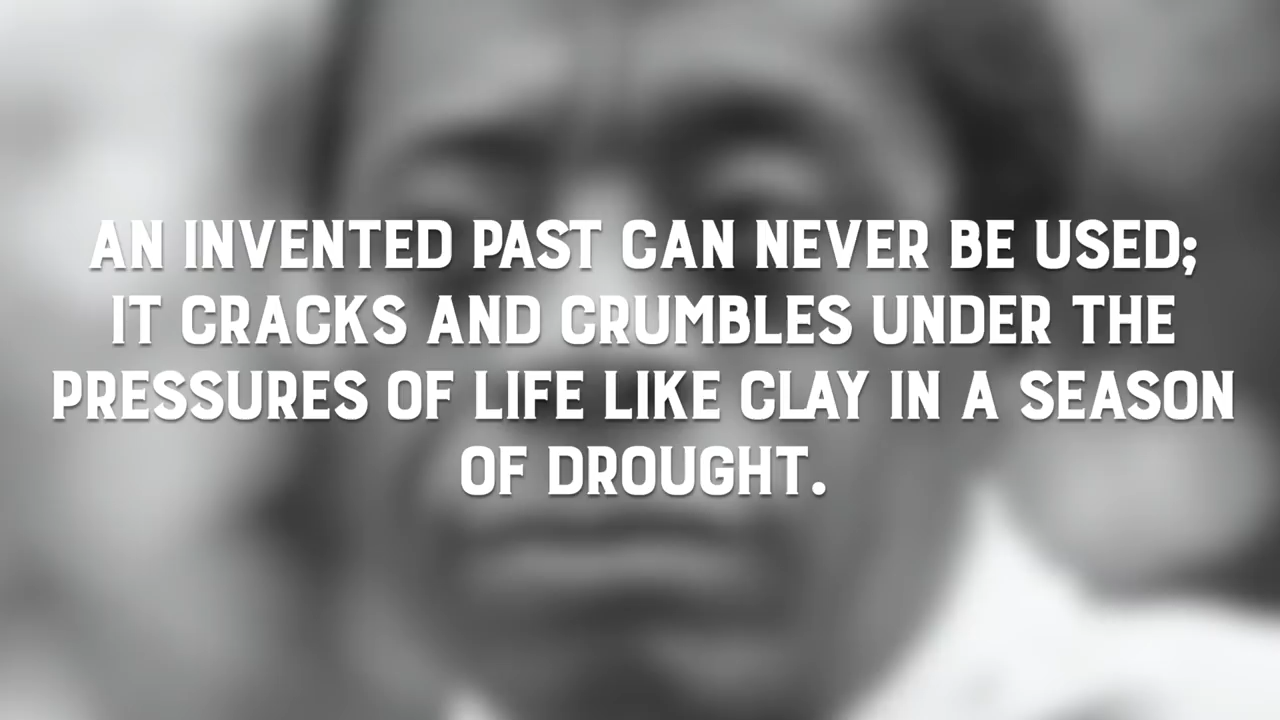 AN INVENTED PAST CAN NEVER BE USED;
IT CRACKS AND CRUMBLES UNDER THE
PRESSURES OF LIFE LIKE CLAY IN A SEASON
OF DROUGHT.